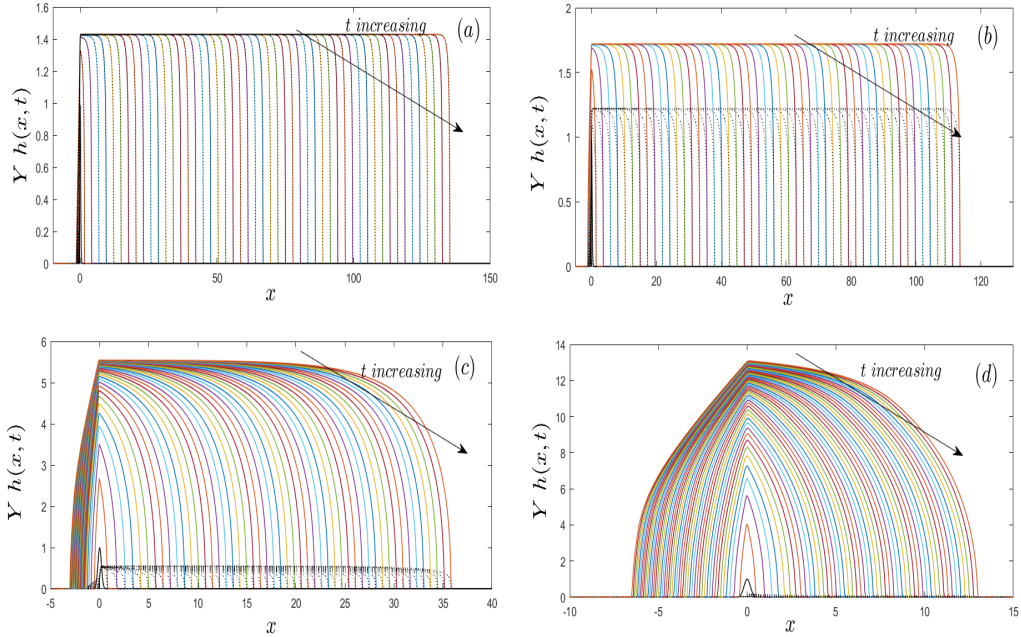 t increasing (a)
Y h(x, t)
1.6
1.4
1.2
1
0.8
0.6
0.4
0.2
0
0 50 100 150
x
t increasing (b)
Y h(x, t)
2
1.5
1
0.5
0
0 20 40 60 80 100 120
x
t increasing (c)
Y h(x, t)
6
5
4
3
2
1
0
-5 0 5 10 15 20 25 30 35 40
x
t increasing (d)
Y h(x, t)
14
12
10
8
6
4
2
0
-10 -5 0 5 10 15
x